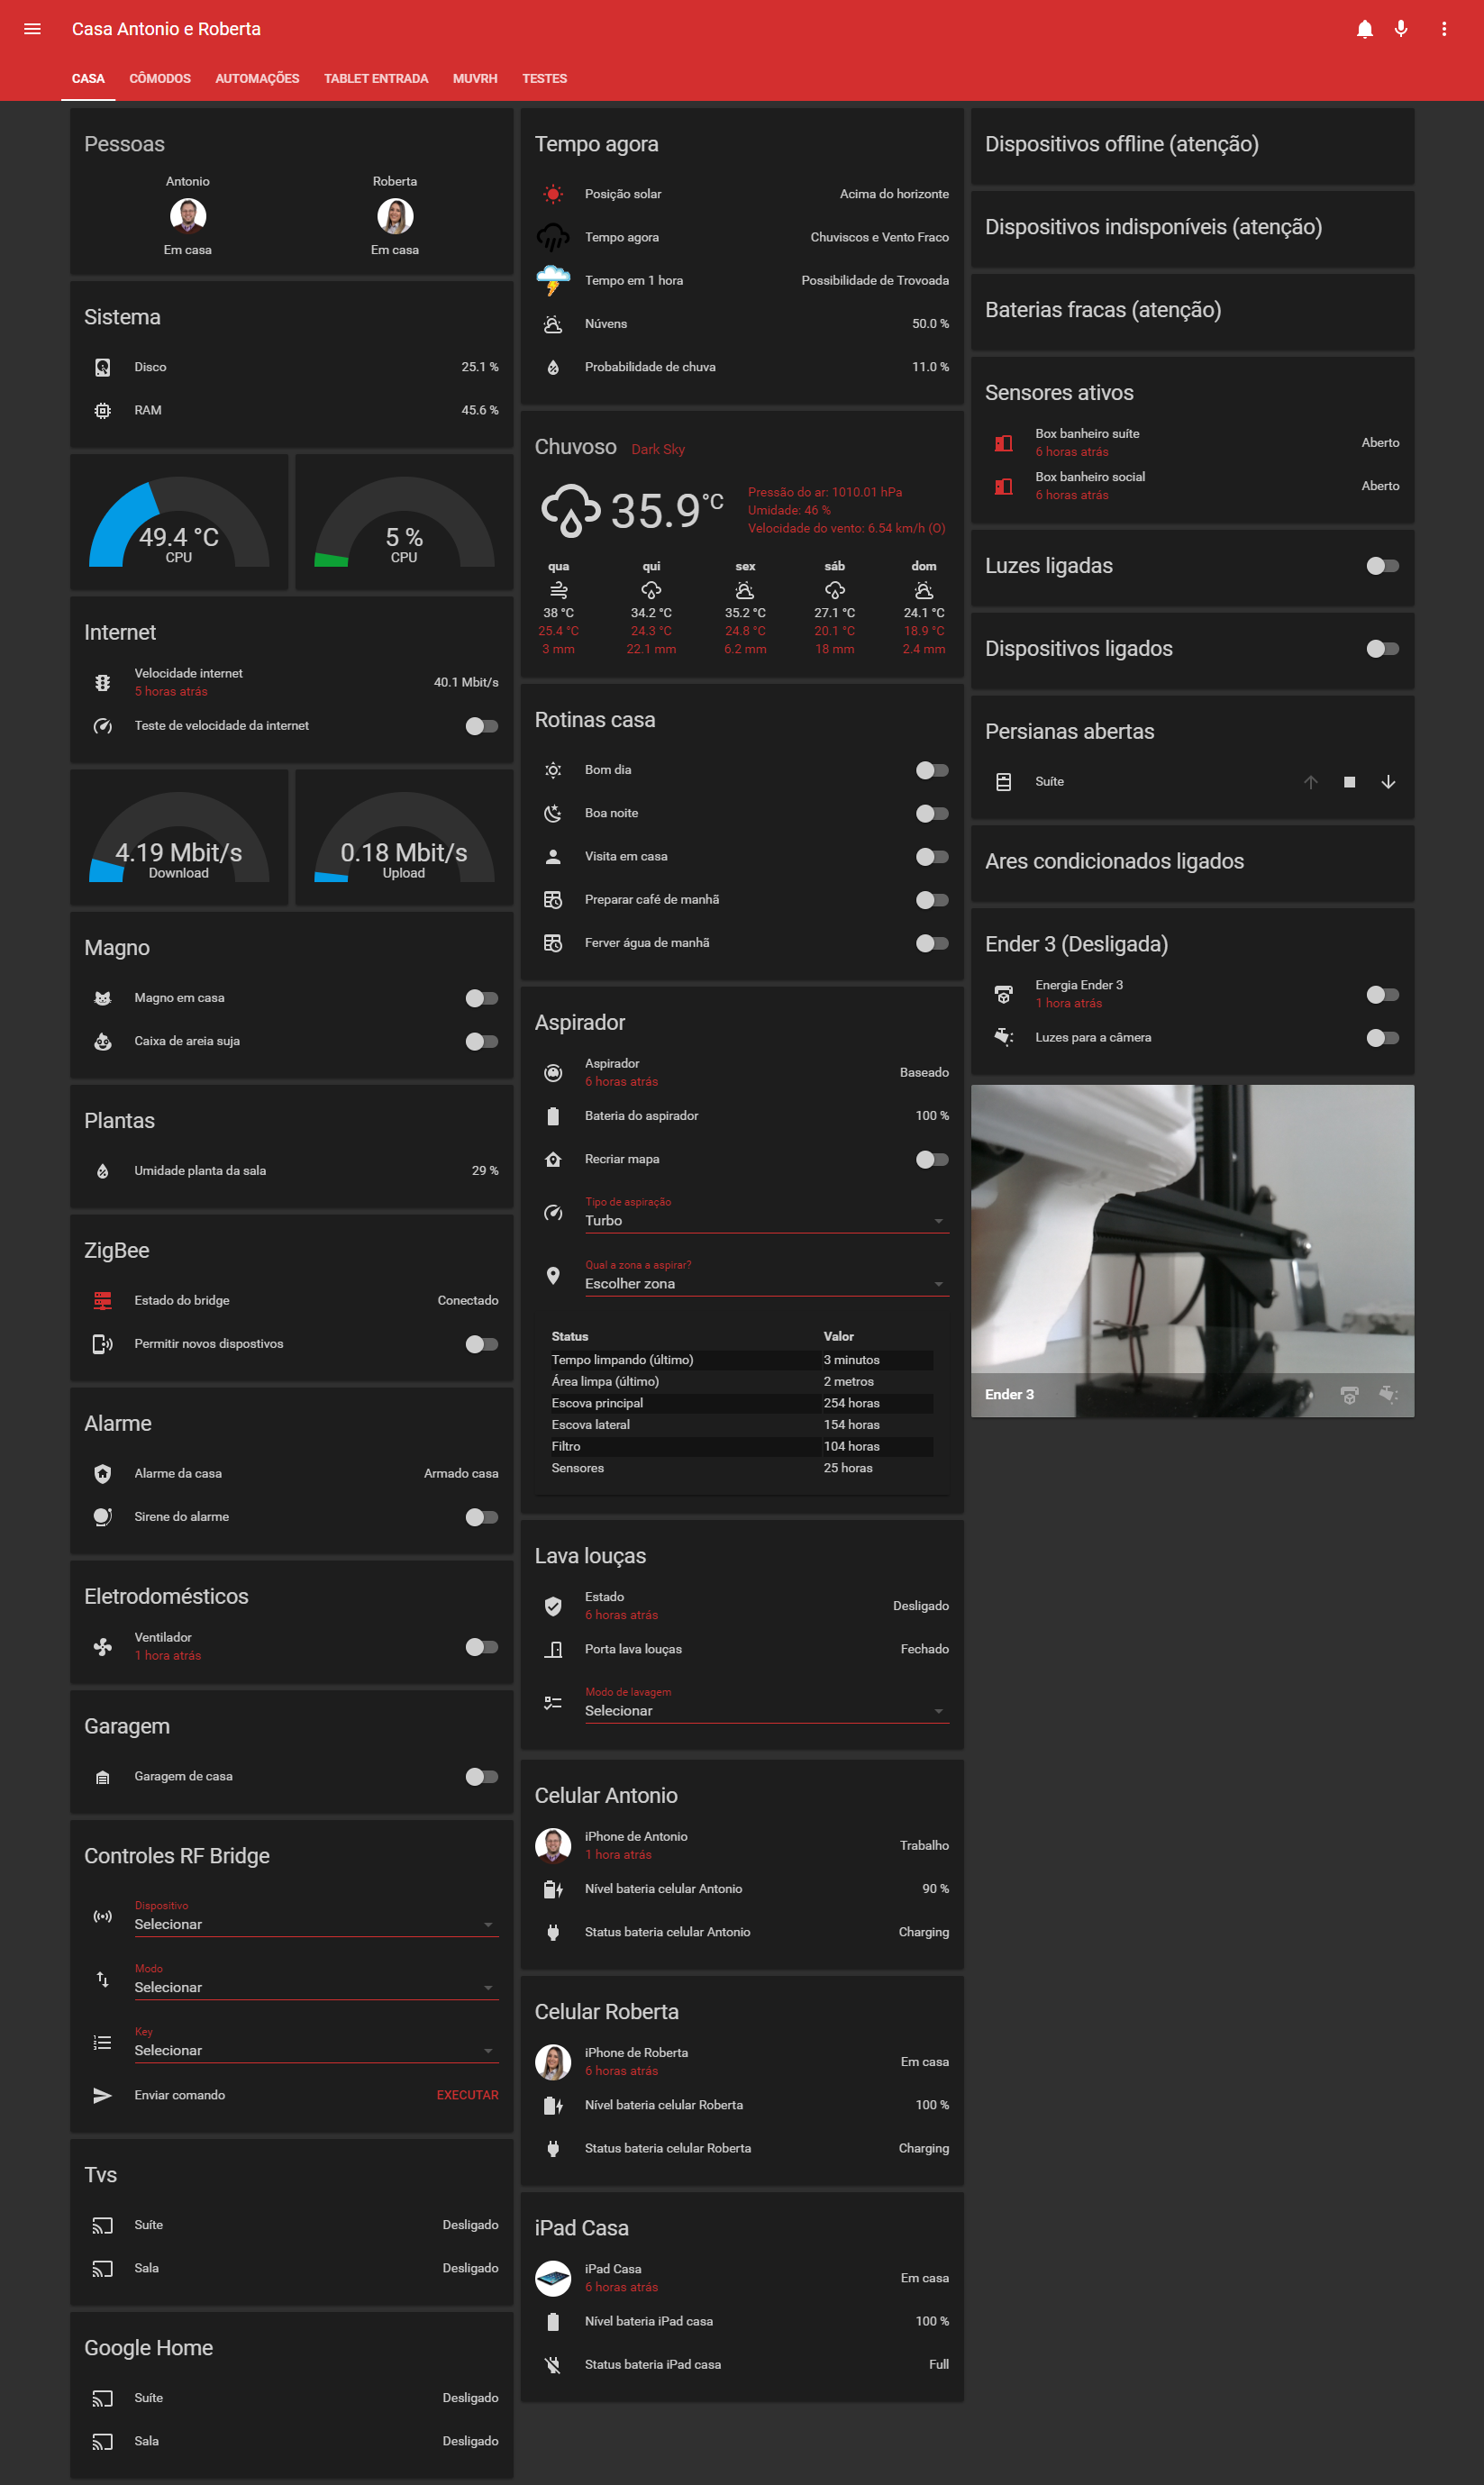 Casa Antonio e Roberta
CASA CÔMODOS AUTOMAÇÕES TABLET ENTRADA MUVRH TESTES
Pessoas
Antonio Roberta
Em casa Em casa
Sistema
Disco 25.1 %
RAM 45.6 %
49.4 °C 5 %
CPU CPU
Internet
Velocidade internet
5 horas atrás
40.1 Mbit/s
Teste de velocidade da internet
4.19 Mbit/s 0.18 Mbit/s
Download Upload
Magno
Magno em casa
Caixa de areia suja
Plantas
Umidade planta da sala 29 %
ZigBee
Estado do bridge Conectado
Permitir novos dispostivos
Alarme
Alarme da casa Armado casa
Sirene do alarme
Eletrodomésticos
Ventilador
1 hora atrás
Garagem
Garagem de casa
Controles RF Bridge
Dispositivo
Selecionar
Modo
Selecionar
Key
Selecionar
Enviar comando EXECUTAR
Tvs
Suíte Desligado
Sala Desligado
Google Home
Suíte Desligado
Sala Desligado
Tempo agora
Posição solar Acima do horizonte
Tempo agora Chuviscos e Vento Fraco
Tempo em 1 hora Possibilidade de Trovoada
Núvens 50.0 %
Probabilidade de chuva 11.0 %
Chuvoso Dark Sky
35.9 °C
Pressão do ar: 1010.01 hPa
Umidade: 46 %
Velocidade do vento: 6.54 km/h (O)
qua qui sex sáb dom
38 °C 34.2 °C 35.2 °C 27.1 °C 24.1 °C
25.4 °C 24.3 °C 24.8 °C 20.1 °C 18.9 °C
3 mm 22.1 mm 6.2 mm 18 mm 2.4 mm
Rotinas casa
Bom dia
Boa noite
Visita em casa
Preparar café de manhã
Ferver água de manhã
Aspirador
Aspirador
6 horas atrás
Baseado
Bateria do aspirador 100 %
Recriar mapa
Tipo de aspiração
Turbo
Qual a zona a aspirar?
Escolher zona
Status Valor
Tempo limpando (último) 3 minutos
Área limpa (último) 2 metros
Escova principal 254 horas
Escova lateral 154 horas
Filtro 104 horas
Sensores 25 horas
Lava louças
Estado
6 horas atrás
Desligado
Porta lava louças Fechado
Modo de lavagem
Selecionar
Celular Antonio
iPhone de Antonio
1 hora atrás
Trabalho
Nível bateria celular Antonio 90 %
Status bateria celular Antonio Charging
Celular Roberta
iPhone de Roberta
6 horas atrás
Em casa
Nível bateria celular Roberta 100 %
Status bateria celular Roberta Charging
iPad Casa
iPad Casa
6 horas atrás
Em casa
Nível bateria iPad casa 100 %
Status bateria iPad casa Full
Dispositivos offline (atenção)
Dispositivos indisponíveis (atenção)
Baterias fracas (atenção)
Sensores ativos
Box banheiro suíte
6 horas atrás
Aberto
Box banheiro social
6 horas atrás
Aberto
Luzes ligadas
Dispositivos ligados
Persianas abertas
Suíte
Ares condicionados ligados
Ender 3 (Desligada)
Energia Ender 3
1 hora atrás
Luzes para a câmera
Ender 3